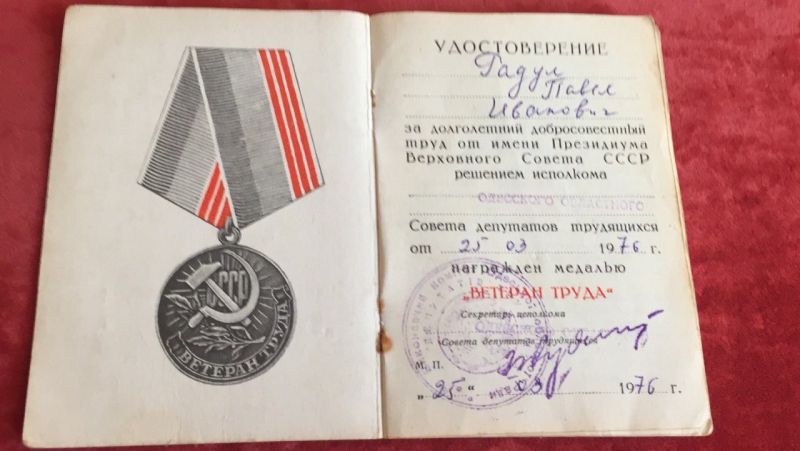 СССР
ВЕТЕРАН ТРУДА
УДОСТОВЕРЕНИЕ
Гадул
Павел
Иванович
за долголетний добросовестный
труд от имени Президиума
Верховного Совета СССР
решением исполкома
ОДЕССКОГО ОБЛАСТНОГО
Совета депутатов трудящихся
от 25 03 1976 г.
награжден медалью
„ВЕТЕРАН ТРУДА“
Секретарь исполкома
Совета депутатов трудящихся
М. П.
„25“ 03 1976 г.